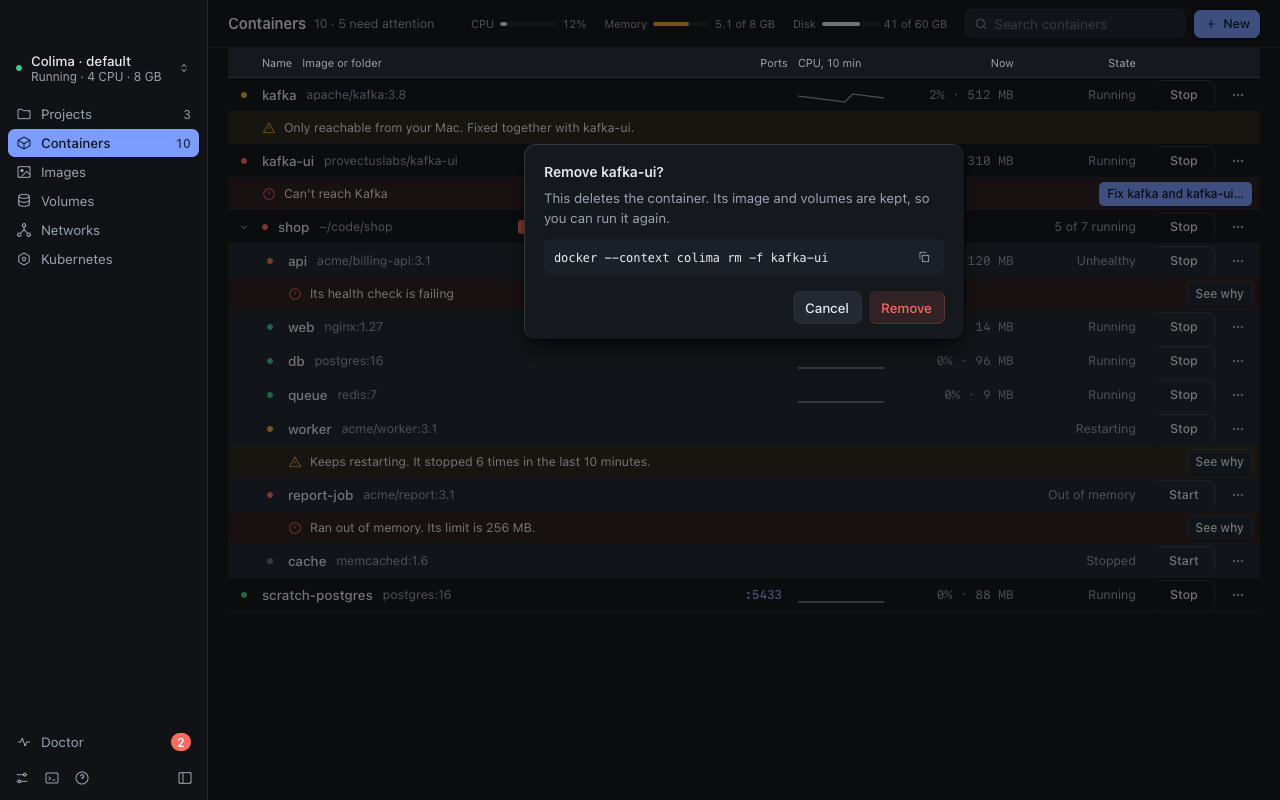 Colima · default
Running · 4 CPU · 8 GB
Projects 3
Containers 10
Images
Volumes
Networks
Kubernetes
Doctor 2
Containers 10 · 5 need attention CPU 12% Memory 5.1 of 8 GB Disk 41 of 60 GB Search containers New
Name Image or folder Ports CPU, 10 min Now State
kafka apache/kafka:3.8 2% · 512 MB Running Stop
Only reachable from your Mac. Fixed together with kafka-ui.
kafka-ui provectuslabs/kafka-ui 310 MB Running Stop
Can't reach Kafka Fix kafka and kafka-ui...
shop ~/code/shop 5 of 7 running Stop
api acme/billing-api:3.1 120 MB Unhealthy Stop
Its health check is failing See why
web nginx:1.27 14 MB Running Stop
db postgres:16 0% · 96 MB Running Stop
queue redis:7 0% · 9 MB Running Stop
worker acme/worker:3.1 Restarting Stop
Keeps restarting. It stopped 6 times in the last 10 minutes. See why
report-job acme/report:3.1 Out of memory Start
Ran out of memory. Its limit is 256 MB. See why
cache memcached:1.6 Stopped Start
scratch-postgres postgres:16 :5433 0% · 88 MB Running Stop
Remove kafka-ui?
This deletes the container. Its image and volumes are kept, so
you can run it again.
docker --context colima rm -f kafka-ui
Cancel Remove